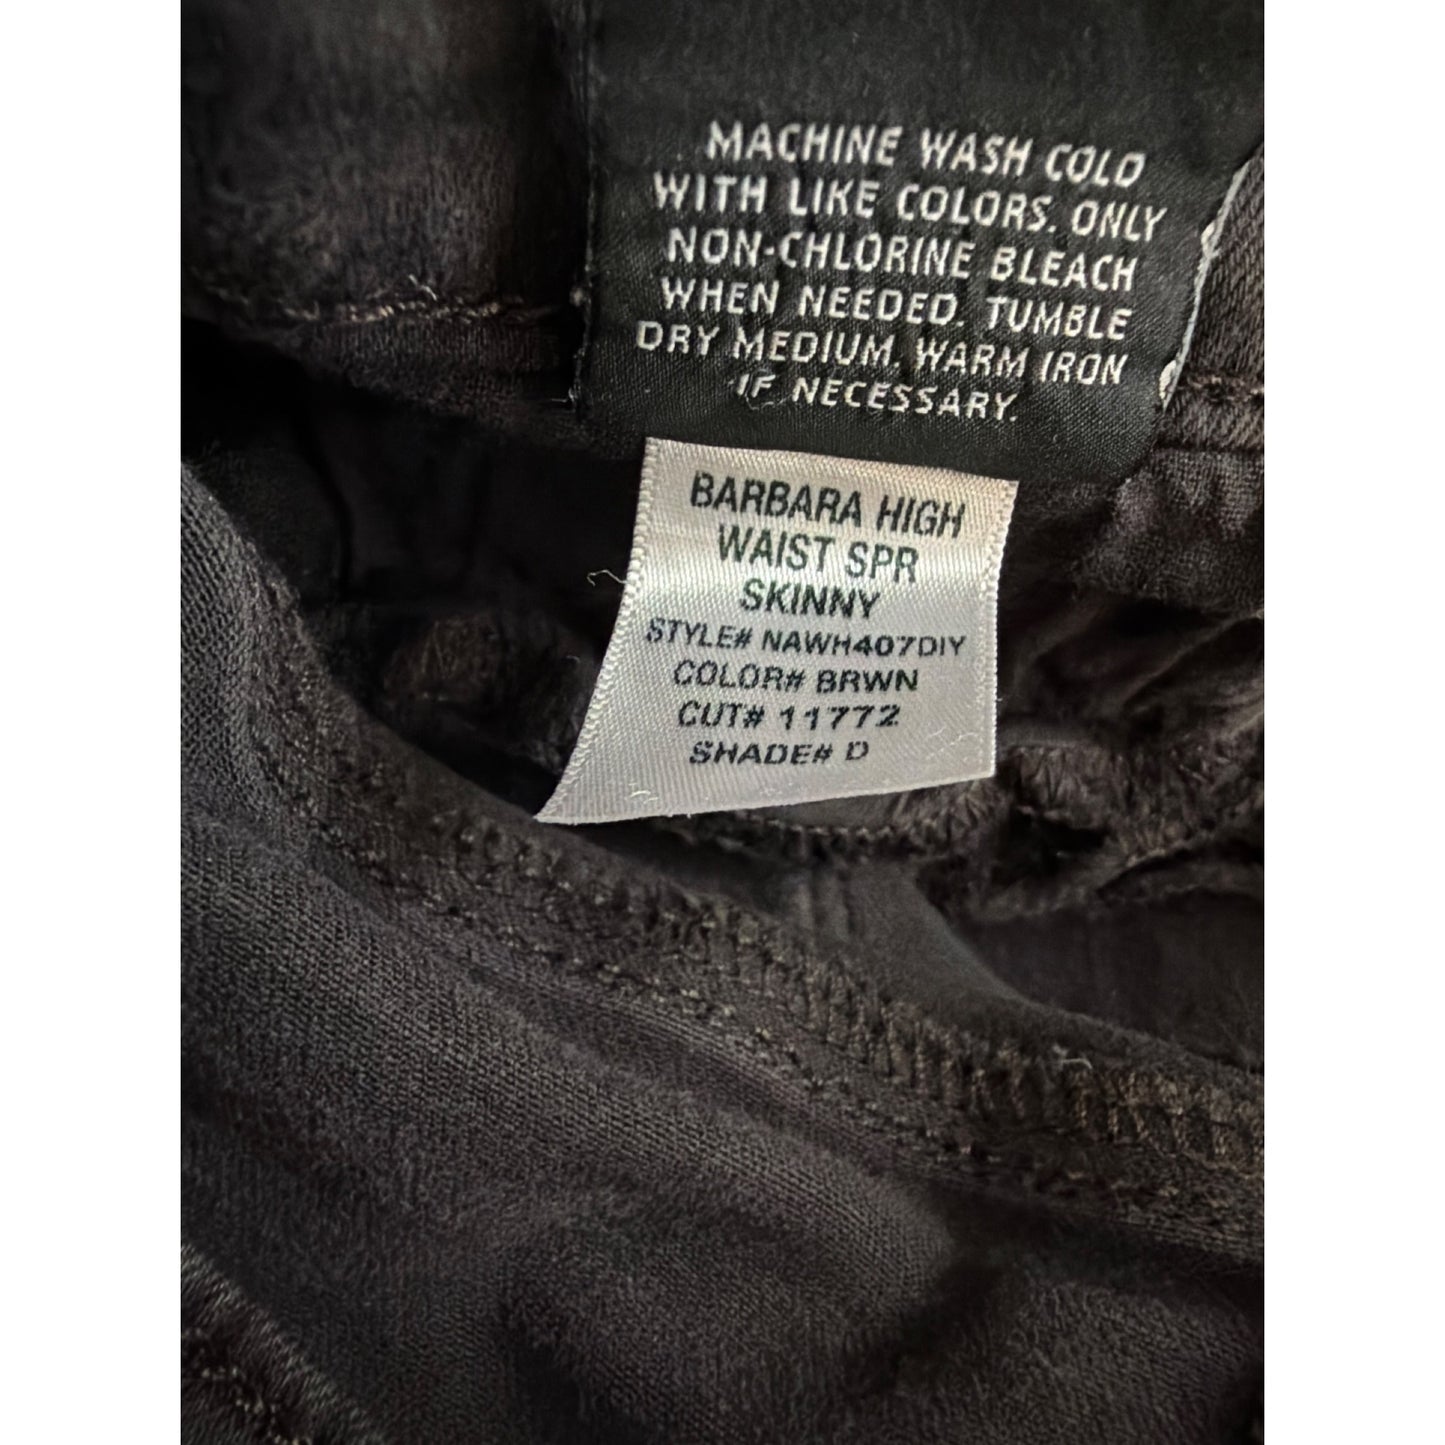 MACHINE WASH COLD
WITH LIKE COLORS. ONLY
NON-CHLORINE BLEACH
WHEN NEEDED. TUMBLE
DRY MEDIUM. WARM IRON
IF NECESSARY.
BARBARA HIGH
WAIST SPR
SKINNY
STYLE# NAWH407DIY
COLOR# BRWN
CUT# 11772
SHADE# D